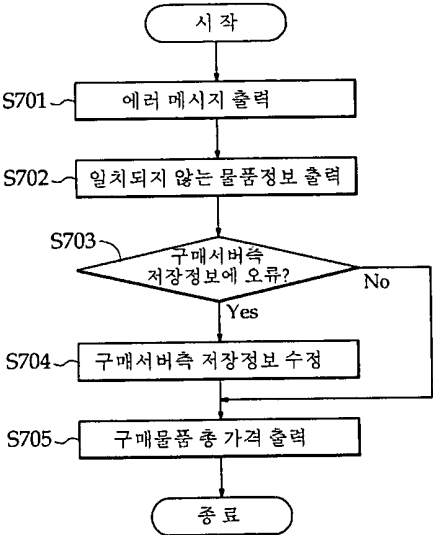 시 작
S701
에러 메시지 출력
S702
일치되지 않는 물품정보 출력
S703
구매서버측
저장정보에 오류?
No
Yes
S704
구매서버측 저장정보 수정
S705
구매물품 총 가격 출력
종 료